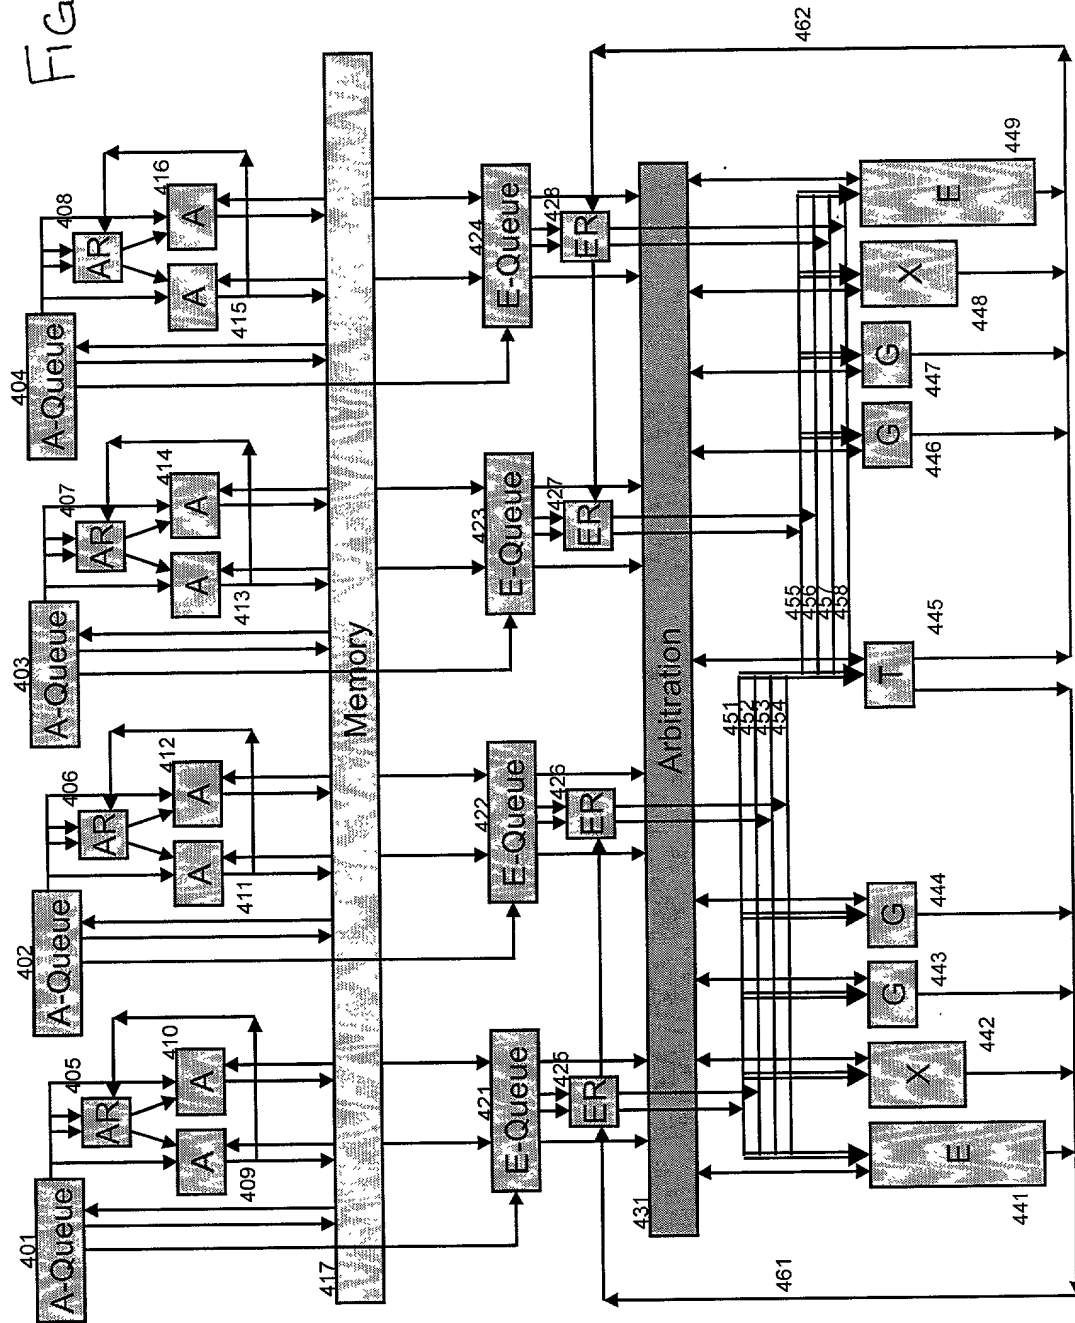 FIG
401
A-Queue
402
A-Queue
403
A-Queue
404
A-Queue
405
AR
406
AR
407
AR
408
AR
409
A
410
A
411
A
412
A
413
A
414
A
415
A
416
A
417
Memory
421
E-Queue
422
E-Queue
423
E-Queue
424
E-Queue
425
ER
426
ER
427
ER
428
ER
431
Arbitration
451
452
453
454
455
456
457
458
E
441
X
442
G
443
G
444
T
445
G
446
G
447
X
448
E
449
461
462